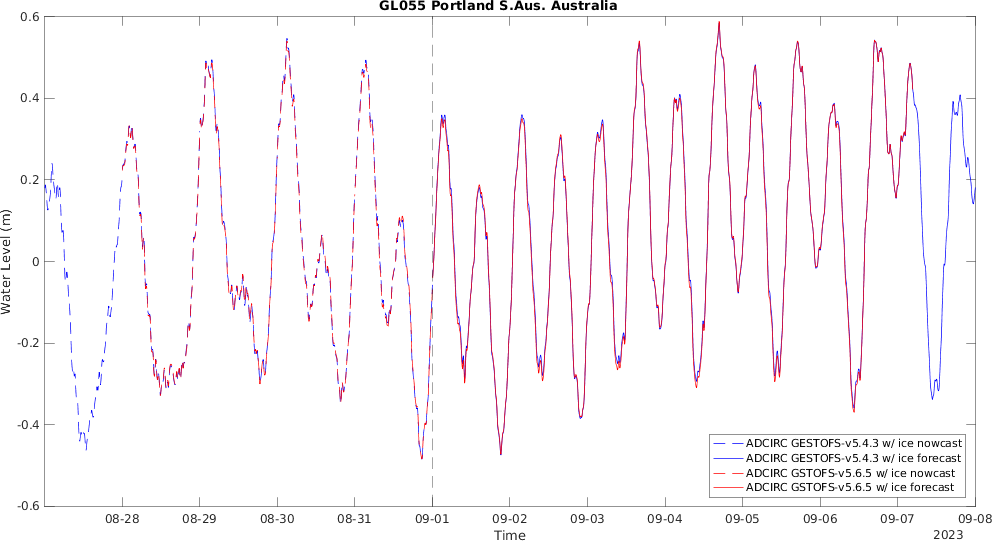 GL055 Portland S.Aus. Australia
0.6
0.4
0.2
0
-0.2
-0.4
-0.6
Water Level (m)
ADCIRC GESTOFS-v5.4.3 w/ ice nowcast
ADCIRC GESTOFS-v5.4.3 w/ ice forecast
ADCIRC GSTOFS-v5.6.5 w/ ice nowcast
ADCIRC GSTOFS-v5.6.5 w/ ice forecast
08-28 08-29 08-30 08-31 09-01 09-02 09-03 09-04 09-05 09-06 09-07 09-08
Time
2023